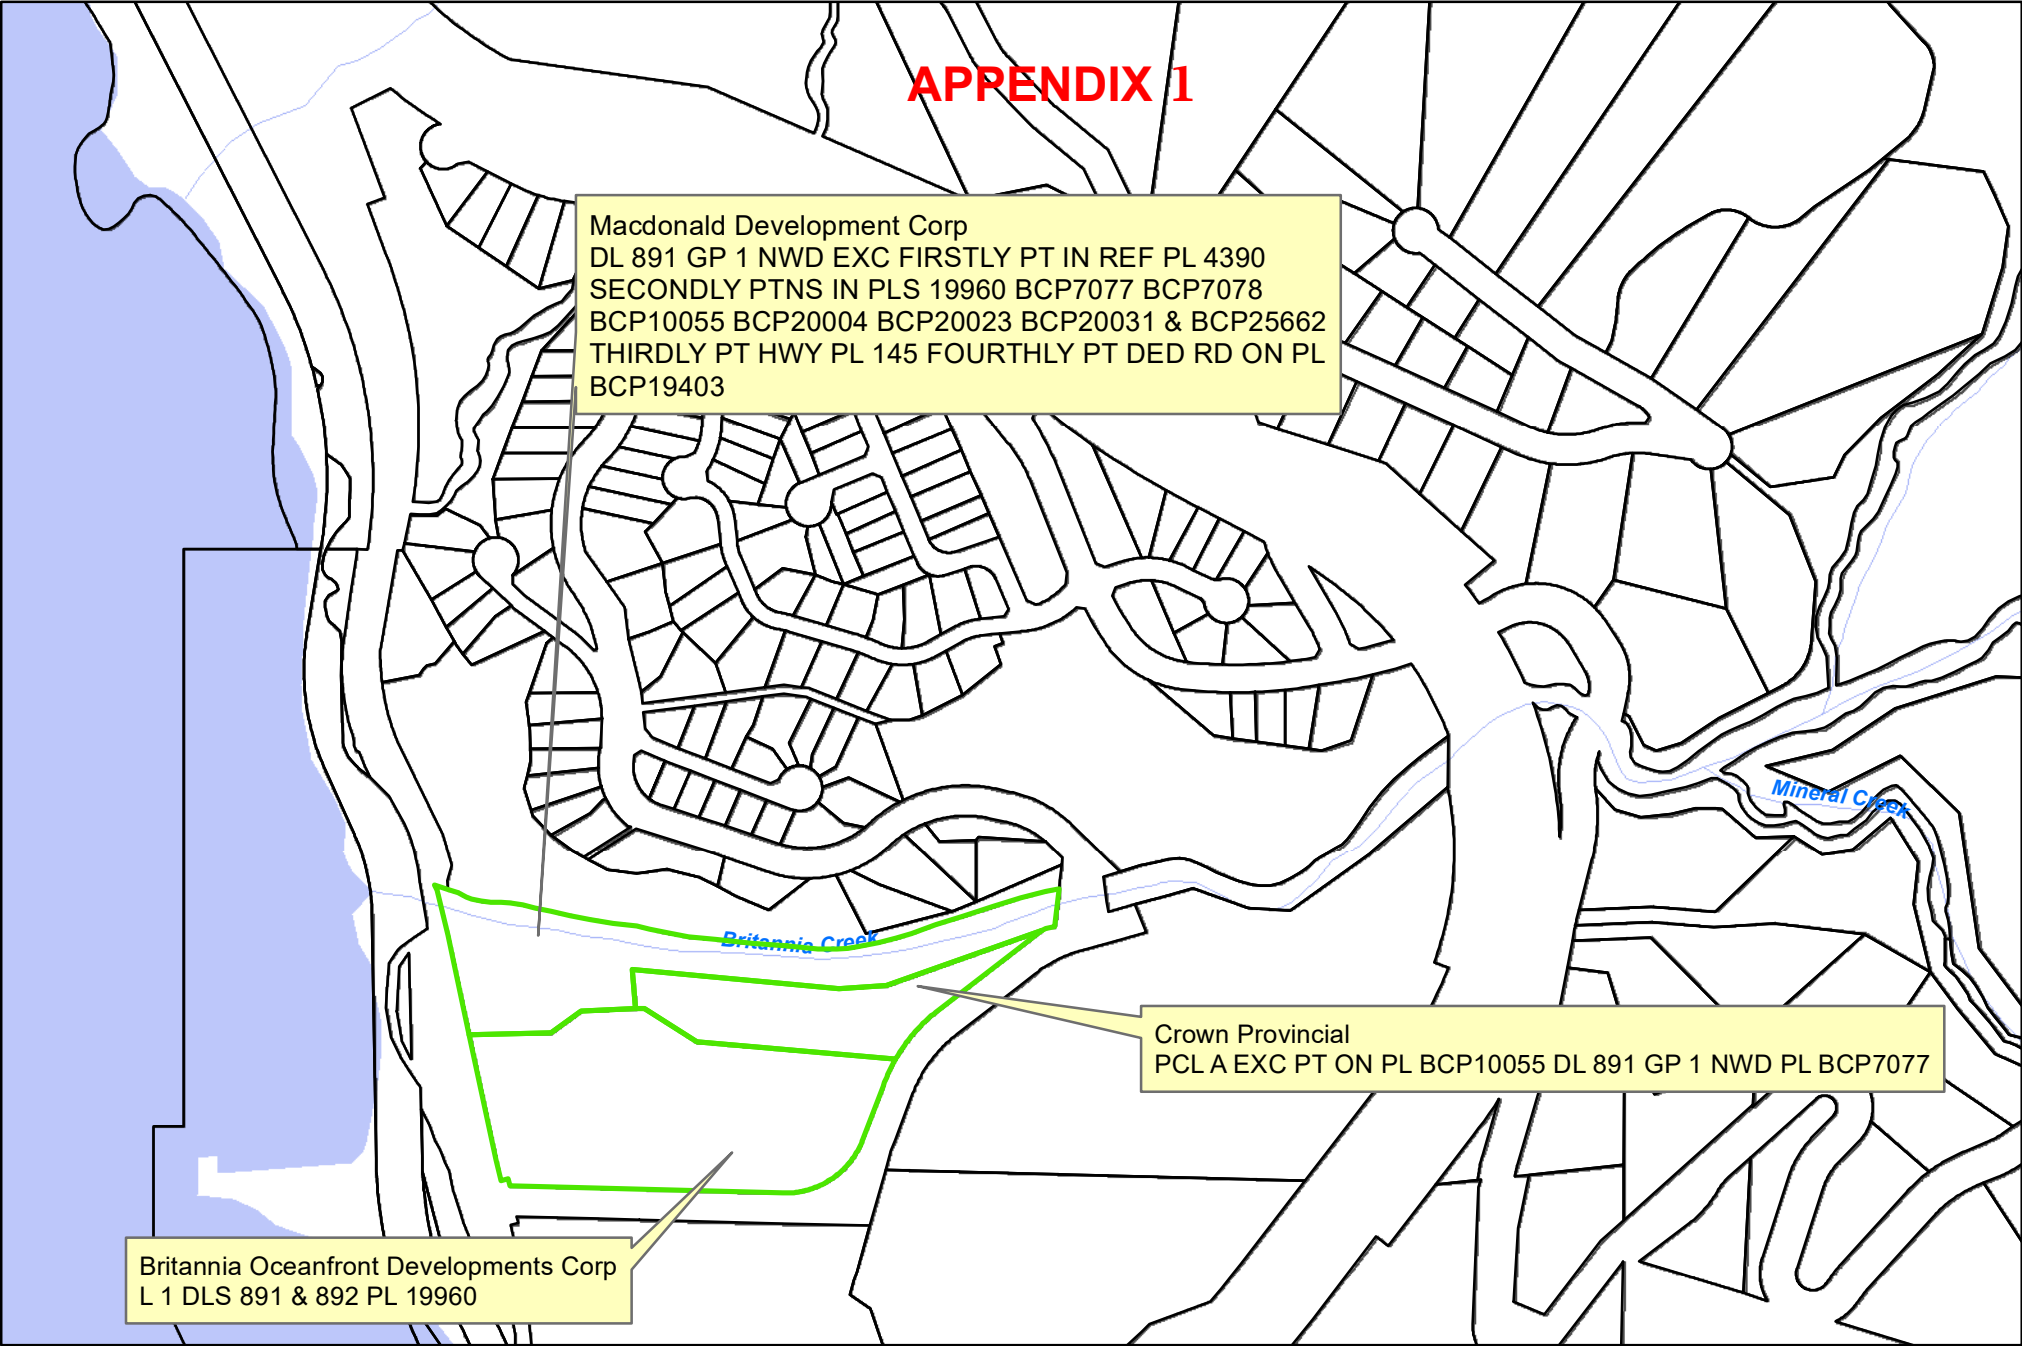 APPENDIX 1
Macdonald Development Corp
DL 891 GP 1 NWD EXC FIRSTLY PT IN REF PL 4390
SECONDLY PTNS IN PLS 19960 BCP7077 BCP7078
BCP10055 BCP20004 BCP20023 BCP20031 & BCP25662
THIRDLY PT HWY PL 145 FOURTHLY PT DED RD ON PL
BCP19403
Mineral Creek
Britannia Creek
Crown Provincial
PCL A EXC PT ON PL BCP10055 DL 891 GP 1 NWD PL BCP7077
Britannia Oceanfront Developments Corp
L 1 DLS 891 & 892 PL 19960